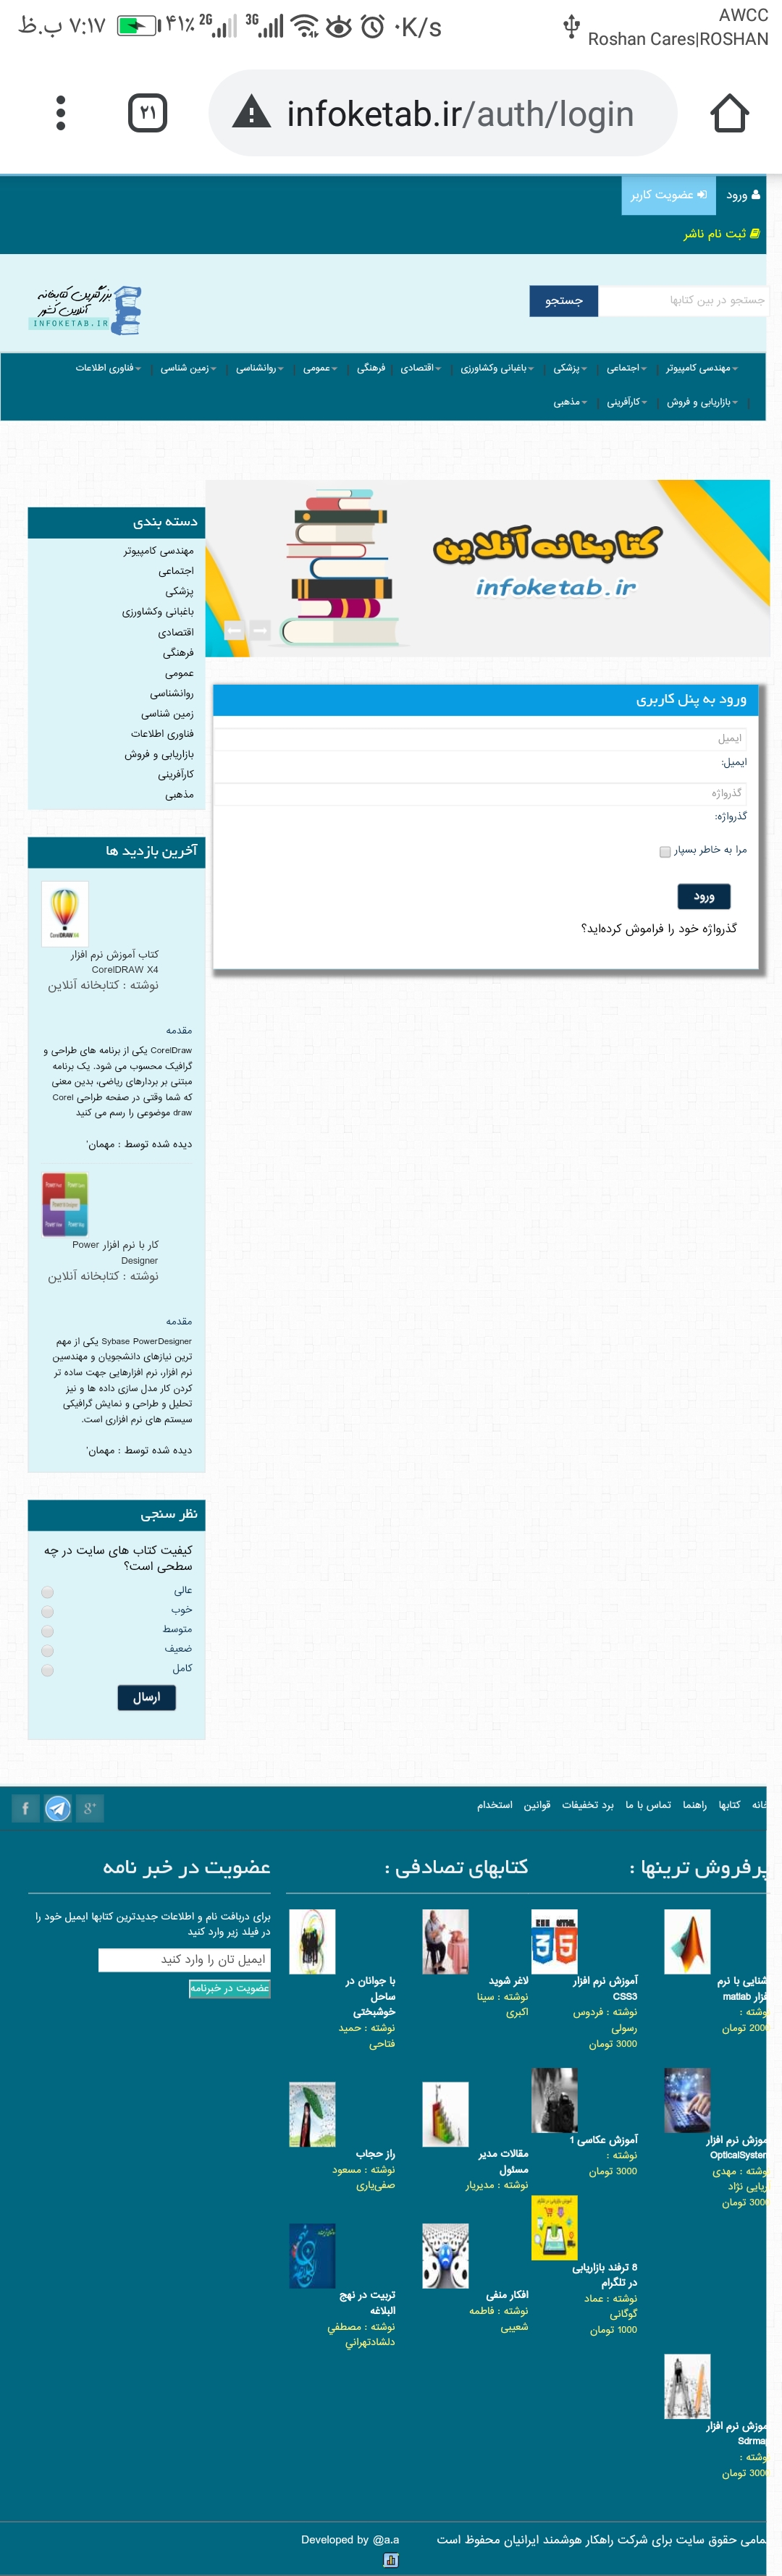 AWCC
Roshan Cares|ROSHAN
۰K/s
3G
2G
۴۱٪
۷:۱۷ ب.ظ
infoketab.ir/auth/login
۲۱
ورود
عضویت کاربر
ثبت نام ناشر
جستجو در بین کتابها
جستجو
بزرگترین کتابخانه
آنلاین کشور
INFOKETAB.IR
مهندسی کامپیوتر | اجتماعی | پزشکی | باغبانی وکشاورزی | اقتصادی | فرهنگی | عمومی | روانشناسی | زمین شناسی | فناوری اطلاعات
| بازاریابی و فروش | کارآفرینی | مذهبی
کتابخانه آنلاین
infoketab.ir
ورود به پنل کاربری
ایمیل
ایمیل:
گذرواژه
گذرواژه:
مرا به خاطر بسپار
ورود
گذرواژه خود را فراموش کرده‌اید؟
دسته بندی
مهندسی کامپیوتر
اجتماعی
پزشکی
باغبانی وکشاورزی
اقتصادی
فرهنگی
عمومی
روانشناسی
زمین شناسی
فناوری اطلاعات
بازاریابی و فروش
کارآفرینی
مذهبی
آخرین بازدید ها
کتاب آموزش نرم افزار
CorelDRAW X4
نوشته : کتابخانه آنلاین
مقدمه
CorelDraw یکی از برنامه های طراحی و
گرافیک محسوب می شود. یک برنامه
مبتنی بر بردارهای ریاضی، بدین معنی
که شما وقتی در صفحه طراحی Corel
draw موضوعی را رسم می کنید
دیده شده توسط : مهمان'
کار با نرم افزار Power
Designer
نوشته : کتابخانه آنلاین
مقدمه
Sybase PowerDesigner یکی از مهم
ترین نیازهای دانشجویان و مهندسین
نرم افزار، نرم افزارهایی جهت ساده تر
کردن کار مدل سازی داده ها و نیز
تحلیل و طراحی و نمایش گرافیکی
سیستم های نرم افزاری است.
دیده شده توسط : مهمان'
نظر سنجی
کیفیت کتاب های سایت در چه
سطحی است؟
عالی
خوب
متوسط
ضعیف
کامل
ارسال
خانه کتابها راهنما تماس با ما برد تخفیفات قوانین استخدام
پرفروش ترینها :
شنایی با نرم
فزار matlab
وشته :
2000 تومان
آموزش نرم افزار
CSS3
نوشته : فردوس
رسولی
3000 تومان
موزش نرم افزار
OpticalSystem
وشته : مهدی
ریایی نژاد
3000 تومان
آموزش عکاسی 1
نوشته :
3000 تومان
8 ترفند بازاریابی
در تلگرام
نوشته : عماد
گوگانی
1000 تومان
موزش نرم افزار
Sdrmap
وشته :
3000 تومان
کتابهای تصادفی :
لاغر شوید
نوشته : سینا
اکبری
با جوانان در
ساحل
خوشبختی
نوشته : حمید
فتاحی
مقالات مدیر
مسئول
نوشته : مدیریار
راز حجاب
نوشته : مسعود
صفی‌یاری
افکار منفی
نوشته : فاطمه
شعیبی
تربیت در نهج
البلاغه
نوشته : مصطفي
دلشادتهراني
عضویت در خبر نامه
برای دریافت نام و اطلاعات جدیدترین کتابها ایمیل خود را
در فیلد زیر وارد کنید
ایمیل تان را وارد کنید
عضویت در خبرنامه
تمامی حقوق سایت برای شرکت راهکار هوشمند ایرانیان محفوظ است
Developed by @a.a